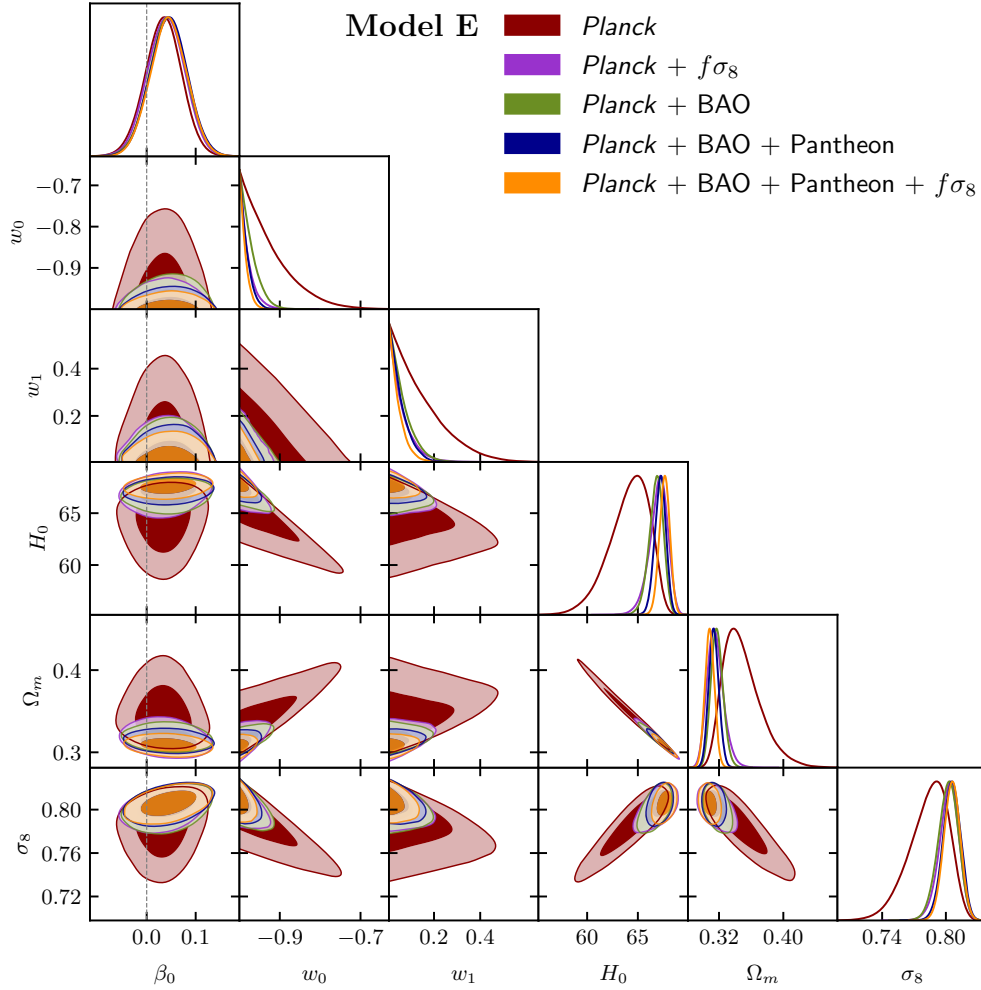 Model E
Planck
Planck + fσ₈
Planck + BAO
Planck + BAO + Pantheon
Planck + BAO + Pantheon + fσ₈
w₀
−0.7
−0.8
−0.9
w₁
0.4
0.2
H₀
65
60
Ωₘ
0.4
0.3
σ₈
0.80
0.76
0.72
0.0 0.1 −0.9 −0.7 0.2 0.4 60 65 0.32 0.40 0.74 0.80
β₀ w₀ w₁ H₀ Ωₘ σ₈